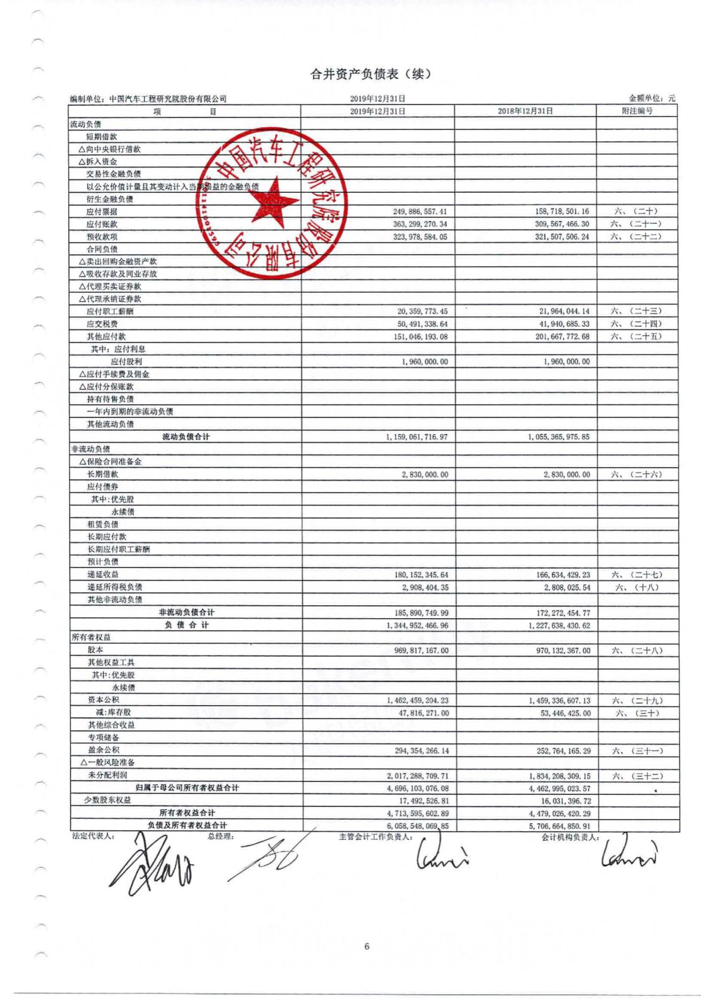 合并资产负债表（续）
编制单位：中国汽车工程研究院股份有限公司 2019年12月31日 金额单位：元
项 目 2019年12月31日 2018年12月31日 附注编号
流动负债
短期借款
△向中央银行借款
△拆入资金
交易性金融负债
以公允价值计量且其变动计入当期损益的金融负债
衍生金融负债
应付票据 249,886,557.41 158,718,501.16 六、（二十）
应付账款 363,299,270.34 309,567,466.30 六、（二十一）
预收款项 323,978,584.05 321,507,506.24 六、（二十二）
合同负债
△卖出回购金融资产款
△吸收存款及同业存放
△代理买卖证券款
△代理承销证券款
应付职工薪酬 20,359,773.45 21,964,044.14 六、（二十三）
应交税费 50,491,338.64 41,940,685.33 六、（二十四）
其他应付款 151,046,193.08 201,667,772.68 六、（二十五）
其中：应付利息
应付股利 1,960,000.00 1,960,000.00
△应付手续费及佣金
△应付分保账款
持有待售负债
一年内到期的非流动负债
其他流动负债
流动负债合计 1,159,061,716.97 1,055,365,975.85
非流动负债
△保险合同准备金
长期借款 2,830,000.00 2,830,000.00 六、（二十六）
应付债券
其中:优先股
永续债
租赁负债
长期应付款
长期应付职工薪酬
预计负债
递延收益 180,152,345.64 166,634,429.23 六、（二十七）
递延所得税负债 2,908,404.35 2,808,025.54 六、（十八）
其他非流动负债
非流动负债合计 185,890,749.99 172,272,454.77
负债合计 1,344,952,466.96 1,227,638,430.62
所有者权益
股本 969,817,167.00 970,132,367.00 六、（二十八）
其他权益工具
其中:优先股
永续债
资本公积 1,462,459,204.23 1,459,336,607.13 六、（二十九）
减:库存股 47,816,271.00 53,446,425.00 六、（三十）
其他综合收益
专项储备
盈余公积 294,354,266.14 252,764,165.29 六、（三十一）
△一般风险准备
未分配利润 2,017,288,709.71 1,834,208,309.15 六、（三十二）
归属于母公司所有者权益合计 4,696,103,076.08 4,462,995,023.57
少数股东权益 17,492,526.81 16,031,396.72
所有者权益合计 4,713,595,602.89 4,479,026,420.29
负债及所有者权益合计 6,058,548,069.85 5,706,664,850.91
法定代表人： 总经理： 主管会计工作负责人： 会计机构负责人：
中国汽车工程研究院股份有限公司
6